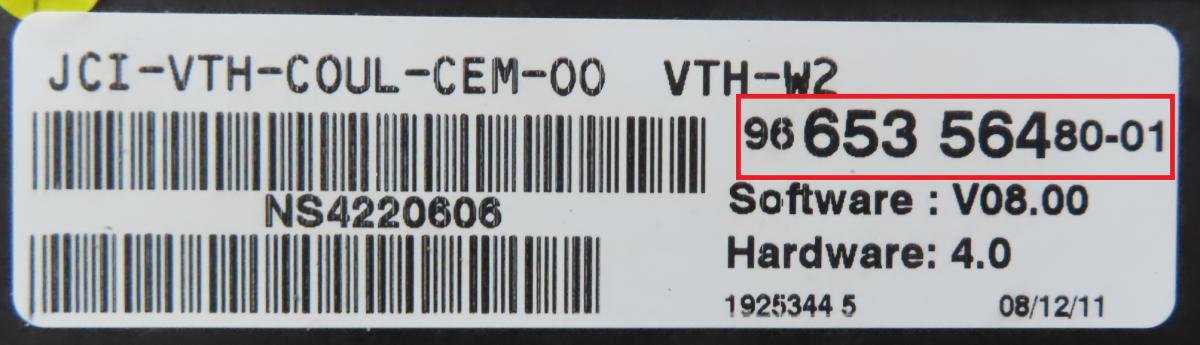 JCI-VTH-COUL-CEM-00 VTH-W2
96 653 564 80-01
NS4220606
Software : V08.00
Hardware: 4.0
1925344 5 08/12/11